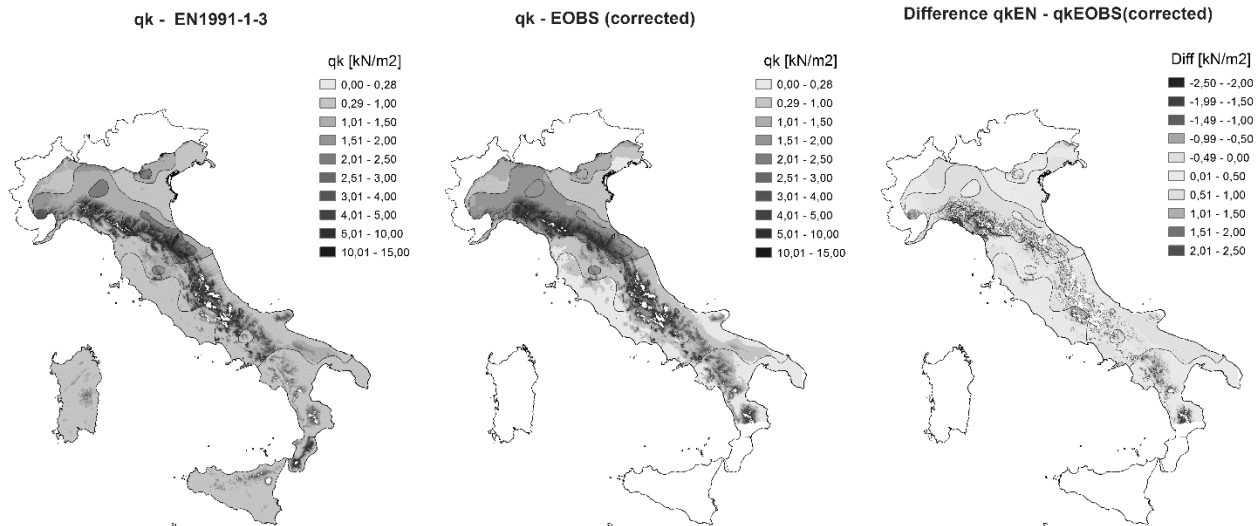 qk - EN1991-1-3
qk [kN/m2]
0,00 - 0,28
0,29 - 1,00
1,01 - 1,50
1,51 - 2,00
2,01 - 2,50
2,51 - 3,00
3,01 - 4,00
4,01 - 5,00
5,01 - 10,00
10,01 - 15,00
qk - EOBS (corrected)
qk [kN/m2]
0,00 - 0,28
0,29 - 1,00
1,01 - 1,50
1,51 - 2,00
2,01 - 2,50
2,51 - 3,00
3,01 - 4,00
4,01 - 5,00
5,01 - 10,00
10,01 - 15,00
Difference qkEN - qkEOBS(corrected)
Diff [kN/m2]
-2,50 - -2,00
-1,99 - -1,50
-1,49 - -1,00
-0,99 - -0,50
-0,49 - 0,00
0,01 - 0,50
0,51 - 1,00
1,01 - 1,50
1,51 - 2,00
2,01 - 2,50